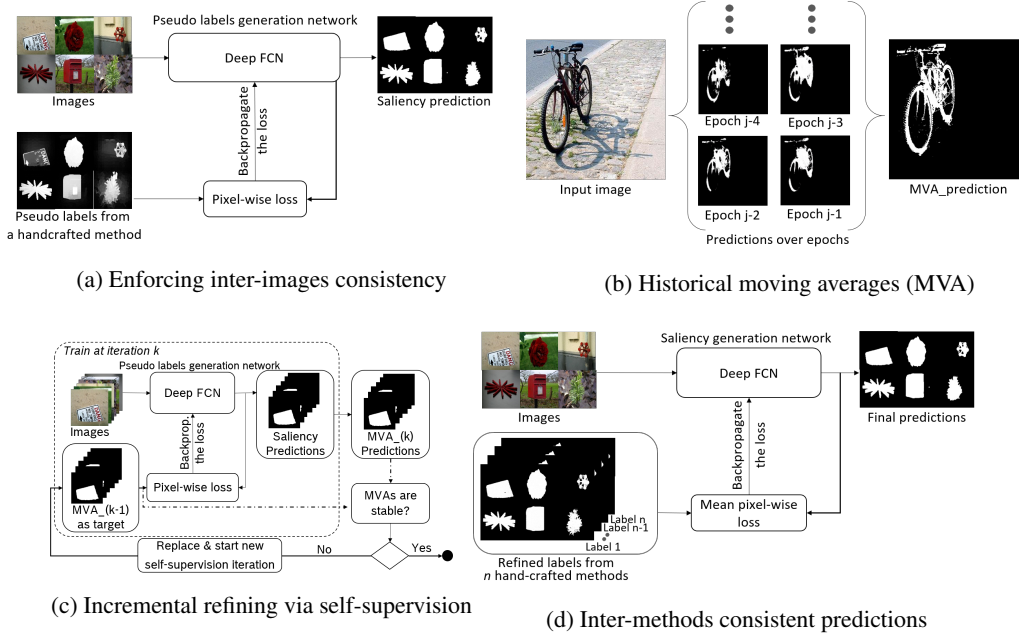 Pseudo labels generation network
Deep FCN
Images
Saliency prediction
Backpropagate
the loss
Pixel-wise loss
Pseudo labels from
a handcrafted method
(a) Enforcing inter-images consistency
Input image
Epoch j-4
Epoch j-3
Epoch j-2
Epoch j-1
Predictions over epochs
MVA_prediction
(b) Historical moving averages (MVA)
Train at iteration k
Pseudo labels generation network
Deep FCN
Images
Backprop.
the loss
Saliency
Predictions
MVA_(k)
Predictions
Pixel-wise loss
MVA_(k-1)
as target
MVAs are
stable?
Replace & start new
self-supervision iteration
No
Yes
(c) Incremental refining via self-supervision
Saliency generation network
Deep FCN
Images
Final predictions
Backpropagate
the loss
Mean pixel-wise
loss
Label n
Label n-1
Label 1
Refined labels from
n hand-crafted methods
(d) Inter-methods consistent predictions